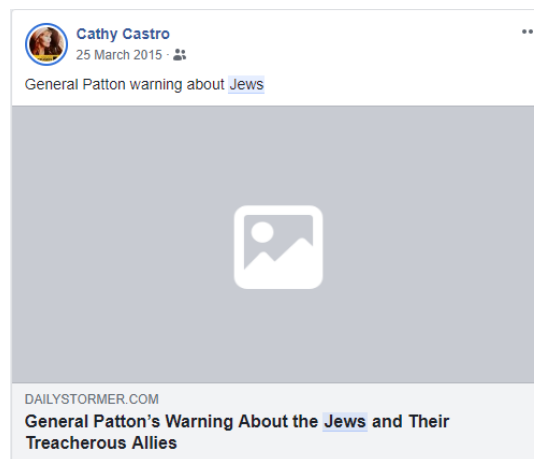 Cathy Castro
25 March 2015 ·
General Patton warning about Jews
DAILYSTORMER.COM
General Patton's Warning About the Jews and Their
Treacherous Allies